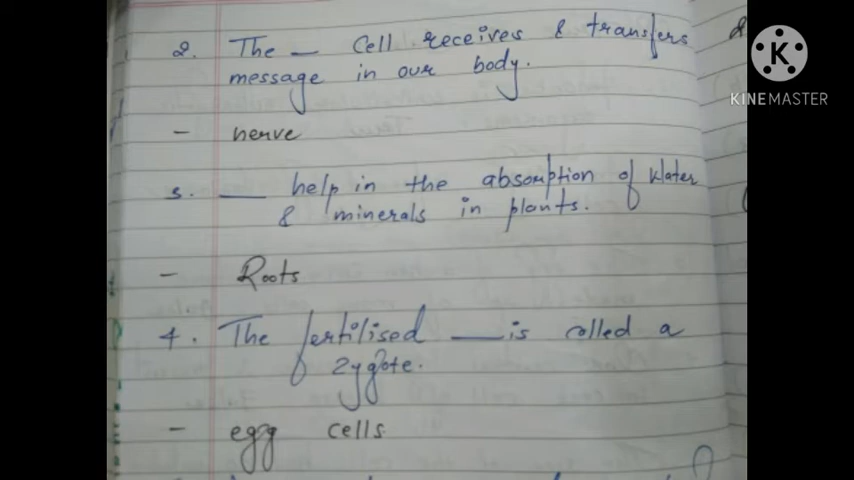 2. The — Cell receives & transfers
message in our body.
- nerve
3. — help in the absorption of Water
& minerals in plants.
- Roots
4. The fertilised — is called a
Zygote.
- egg cells
KINEMASTER